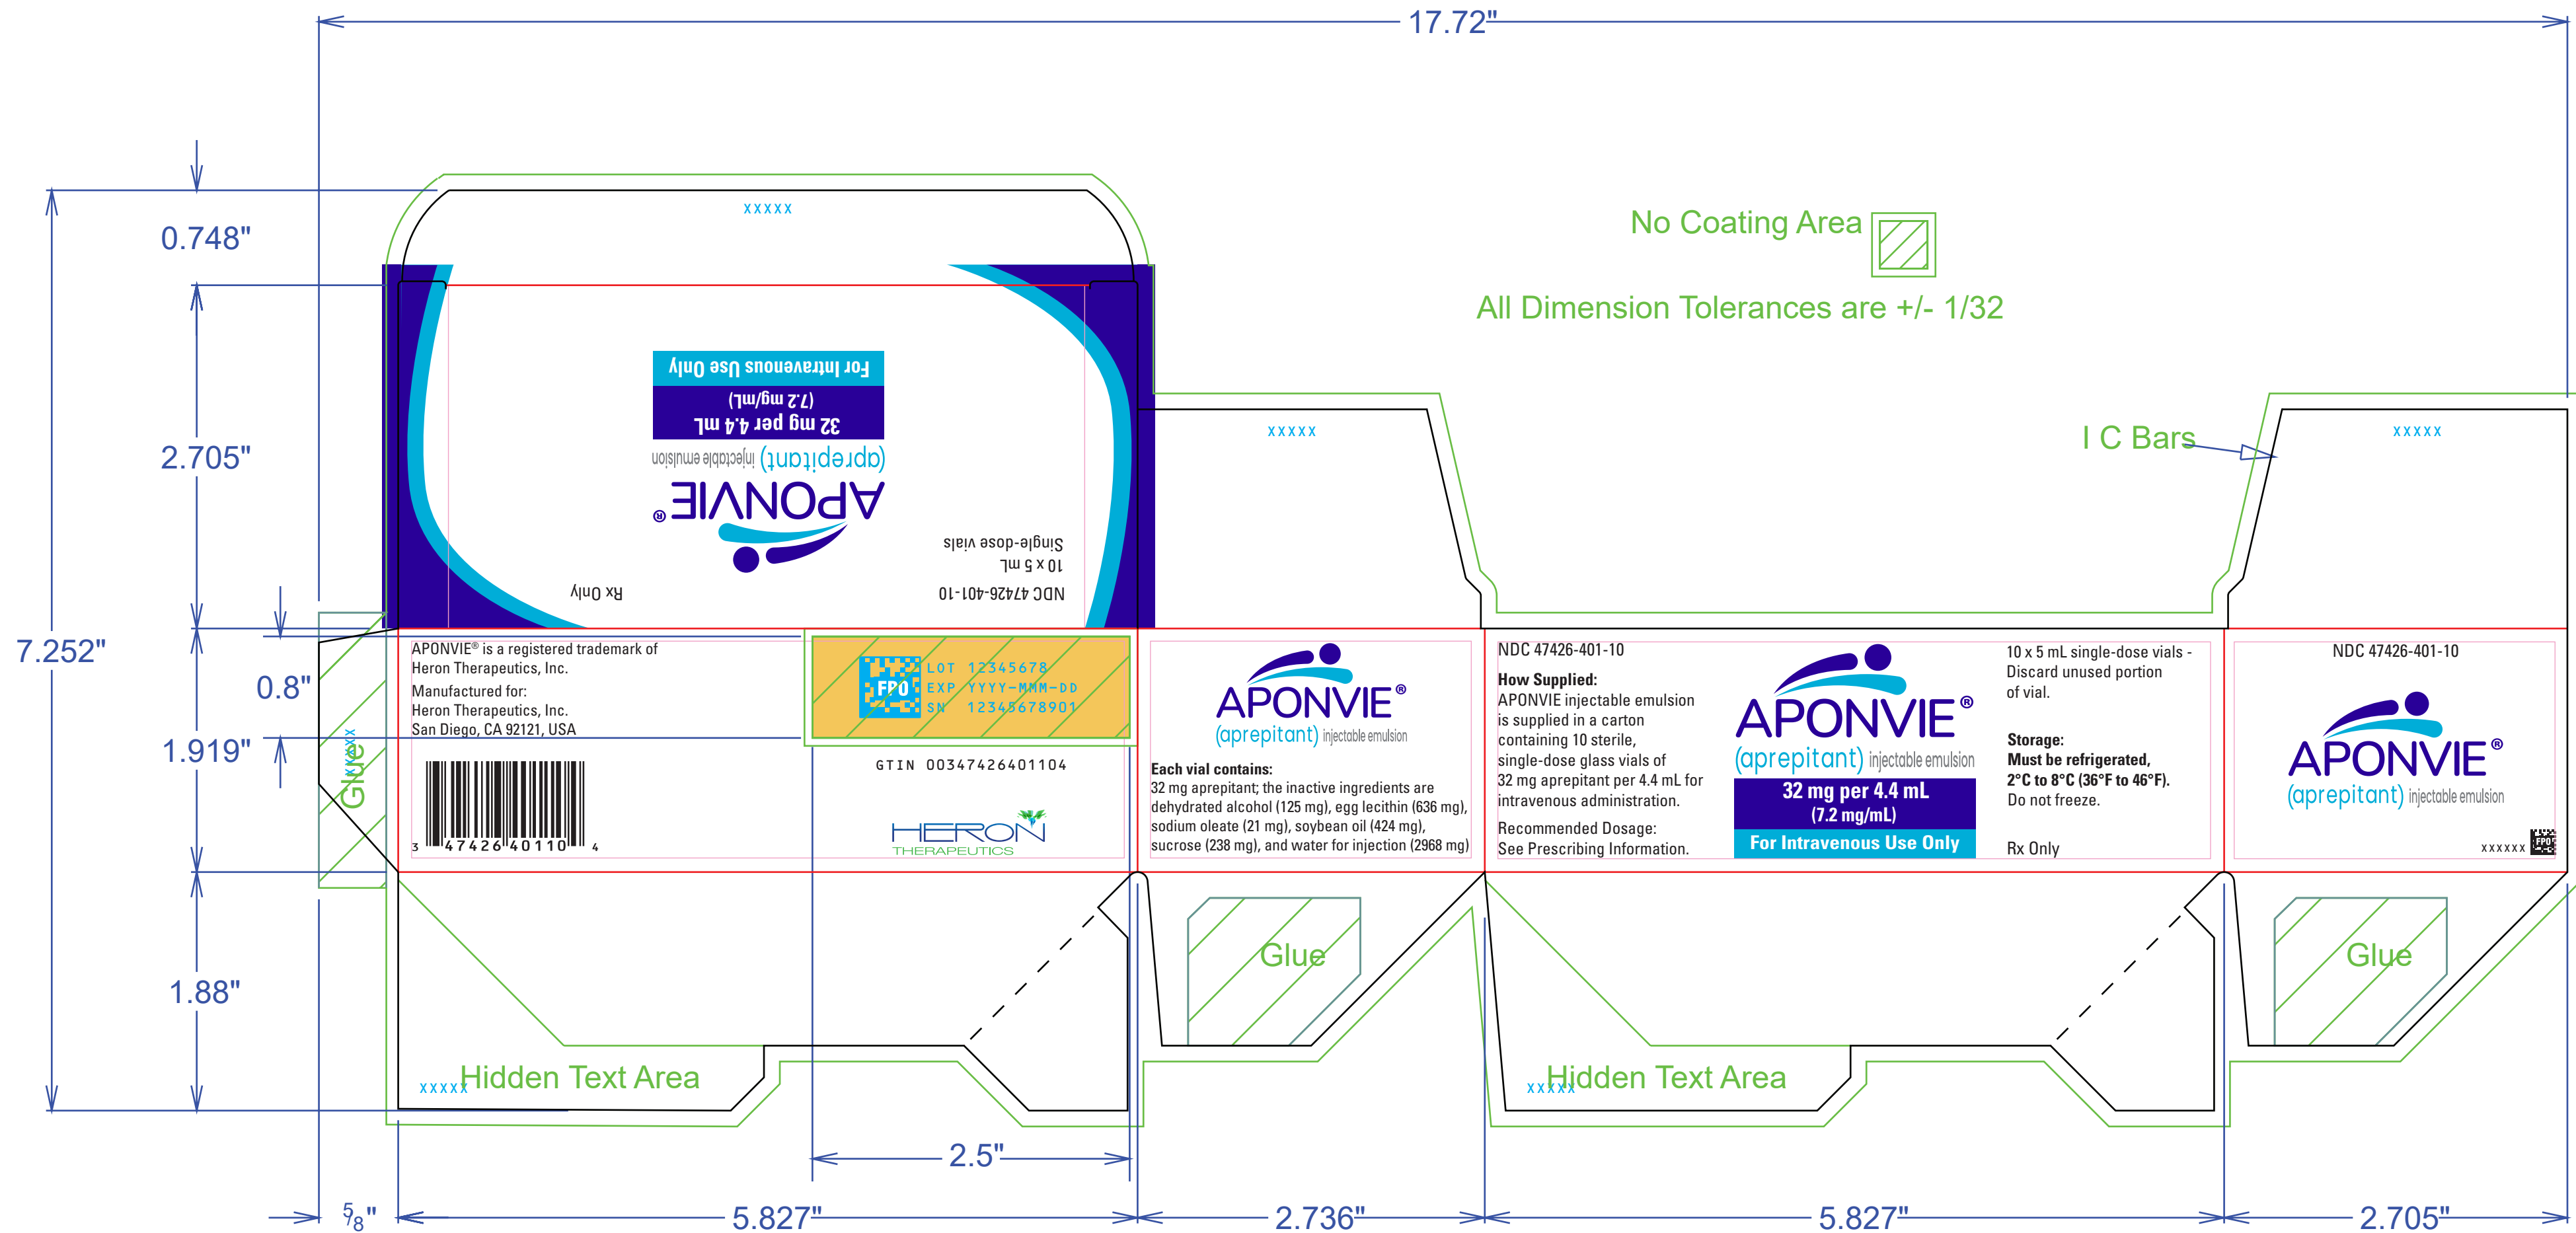 17.72"
0.748"
2.705"
7.252"
0.8"
1.919"
1.88"
XXXXX
No Coating Area
All Dimension Tolerances are +/- 1/32
I C Bars
XXXXX
XXXXX
NDC 47426-401-10
10 x 5 mL
Single-dose vials
Rx Only
APONVIE®
(aprepitant) injectable emulsion
32 mg per 4.4 mL
(7.2 mg/mL)
For Intravenous Use Only
Glue
XXXXX
APONVIE® is a registered trademark of
Heron Therapeutics, Inc.
Manufactured for:
Heron Therapeutics, Inc.
San Diego, CA 92121, USA
3 47426 40110 4
FPO
LOT 12345678
EXP YYYY-MMM-DD
SN 12345678901
GTIN 00347426401104
HERON
THERAPEUTICS
APONVIE®
(aprepitant) injectable emulsion
Each vial contains:
32 mg aprepitant; the inactive ingredients are
dehydrated alcohol (125 mg), egg lecithin (636 mg),
sodium oleate (21 mg), soybean oil (424 mg),
sucrose (238 mg), and water for injection (2968 mg)
NDC 47426-401-10
How Supplied:
APONVIE injectable emulsion
is supplied in a carton
containing 10 sterile,
single-dose glass vials of
32 mg aprepitant per 4.4 mL for
intravenous administration.
Recommended Dosage:
See Prescribing Information.
APONVIE®
(aprepitant) injectable emulsion
32 mg per 4.4 mL
(7.2 mg/mL)
For Intravenous Use Only
10 x 5 mL single-dose vials -
Discard unused portion
of vial.
Storage:
Must be refrigerated,
2°C to 8°C (36°F to 46°F).
Do not freeze.
Rx Only
NDC 47426-401-10
APONVIE®
(aprepitant) injectable emulsion
XXXXXX
FPO
Glue
Glue
XXXXX
Hidden Text Area
XXXXX
Hidden Text Area
2.5"
5/8"
5.827"
2.736"
5.827"
2.705"